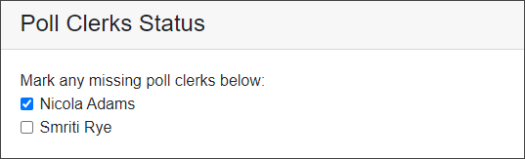 Poll Clerks Status
Mark any missing poll clerks below:
Nicola Adams
Smriti Rye